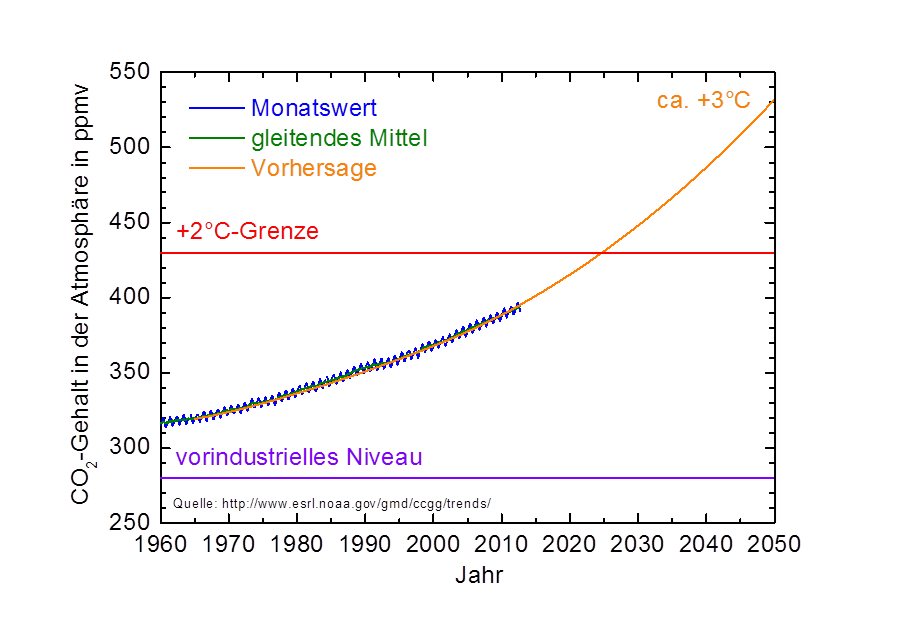 550
500
450
400
350
300
250
CO2-Gehalt in der Atmosphäre in ppmv
Monatswert
gleitendes Mittel
Vorhersage
ca. +3°C
+2°C-Grenze
vorindustrielles Niveau
Quelle: http://www.esrl.noaa.gov/gmd/ccgg/trends/
1960 1970 1980 1990 2000 2010 2020 2030 2040 2050
Jahr